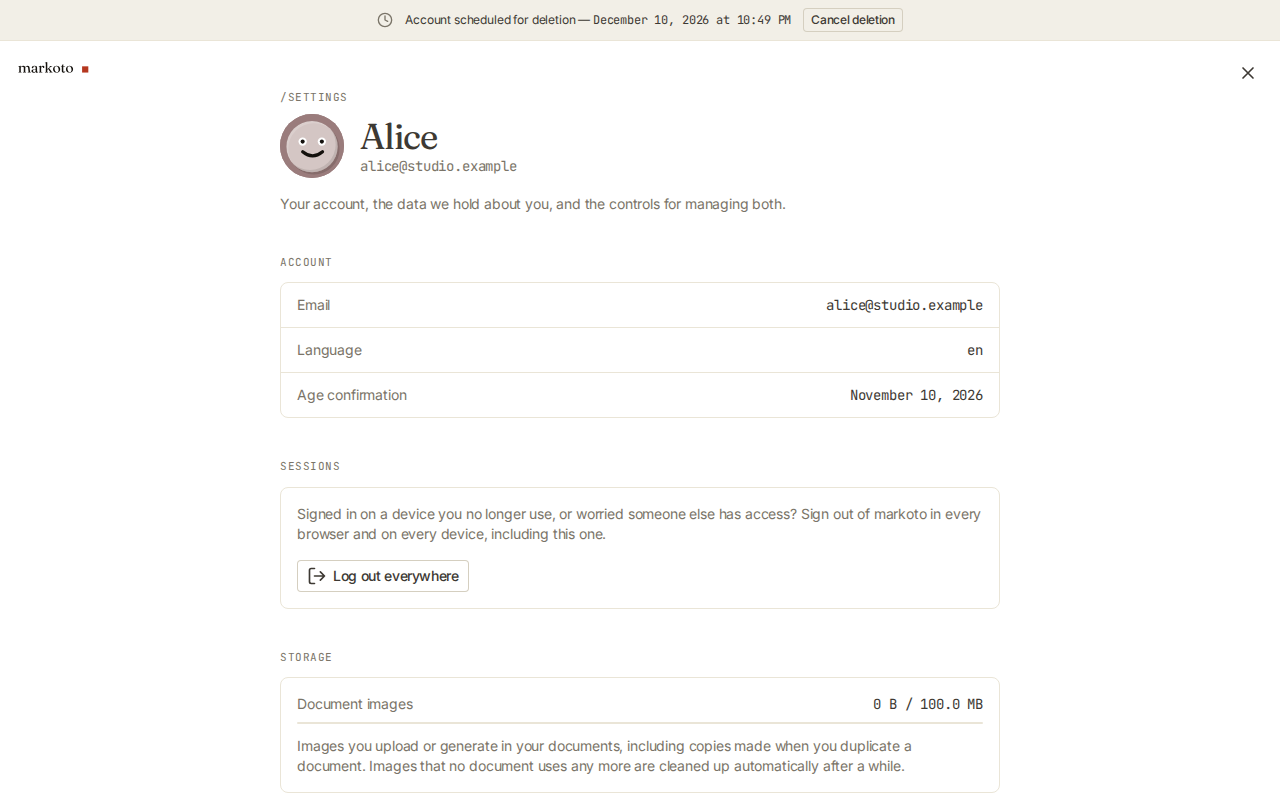 Account scheduled for deletion — December 10, 2026 at 10:49 PM Cancel deletion
markoto
/SETTINGS
Alice
alice@studio.example
Your account, the data we hold about you, and the controls for managing both.
ACCOUNT
Email alice@studio.example
Language en
Age confirmation November 10, 2026
SESSIONS
Signed in on a device you no longer use, or worried someone else has access? Sign out of markoto in every
browser and on every device, including this one.
Log out everywhere
STORAGE
Document images 0 B / 100.0 MB
Images you upload or generate in your documents, including copies made when you duplicate a
document. Images that no document uses any more are cleaned up automatically after a while.